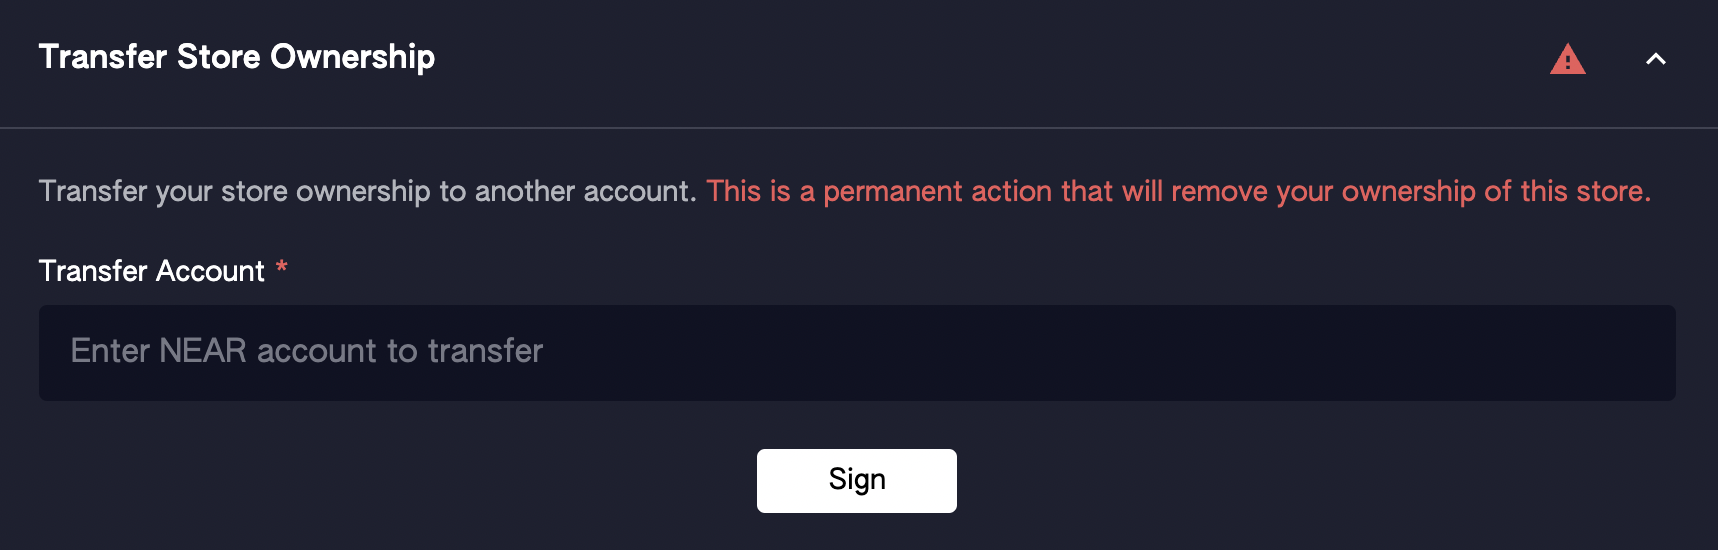 Transfer Store Ownership
Transfer your store ownership to another account. This is a permanent action that will remove your ownership of this store.
Transfer Account *
Enter NEAR account to transfer
Sign